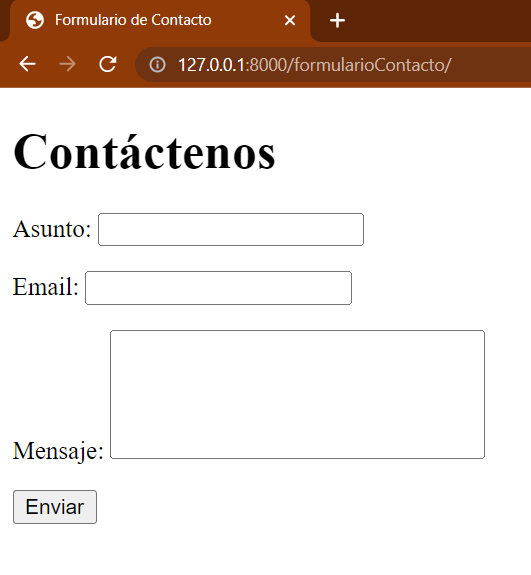 Formulario de Contacto
127.0.0.1:8000/formularioContacto/
Contáctenos
Asunto:
Email:
Mensaje:
Enviar